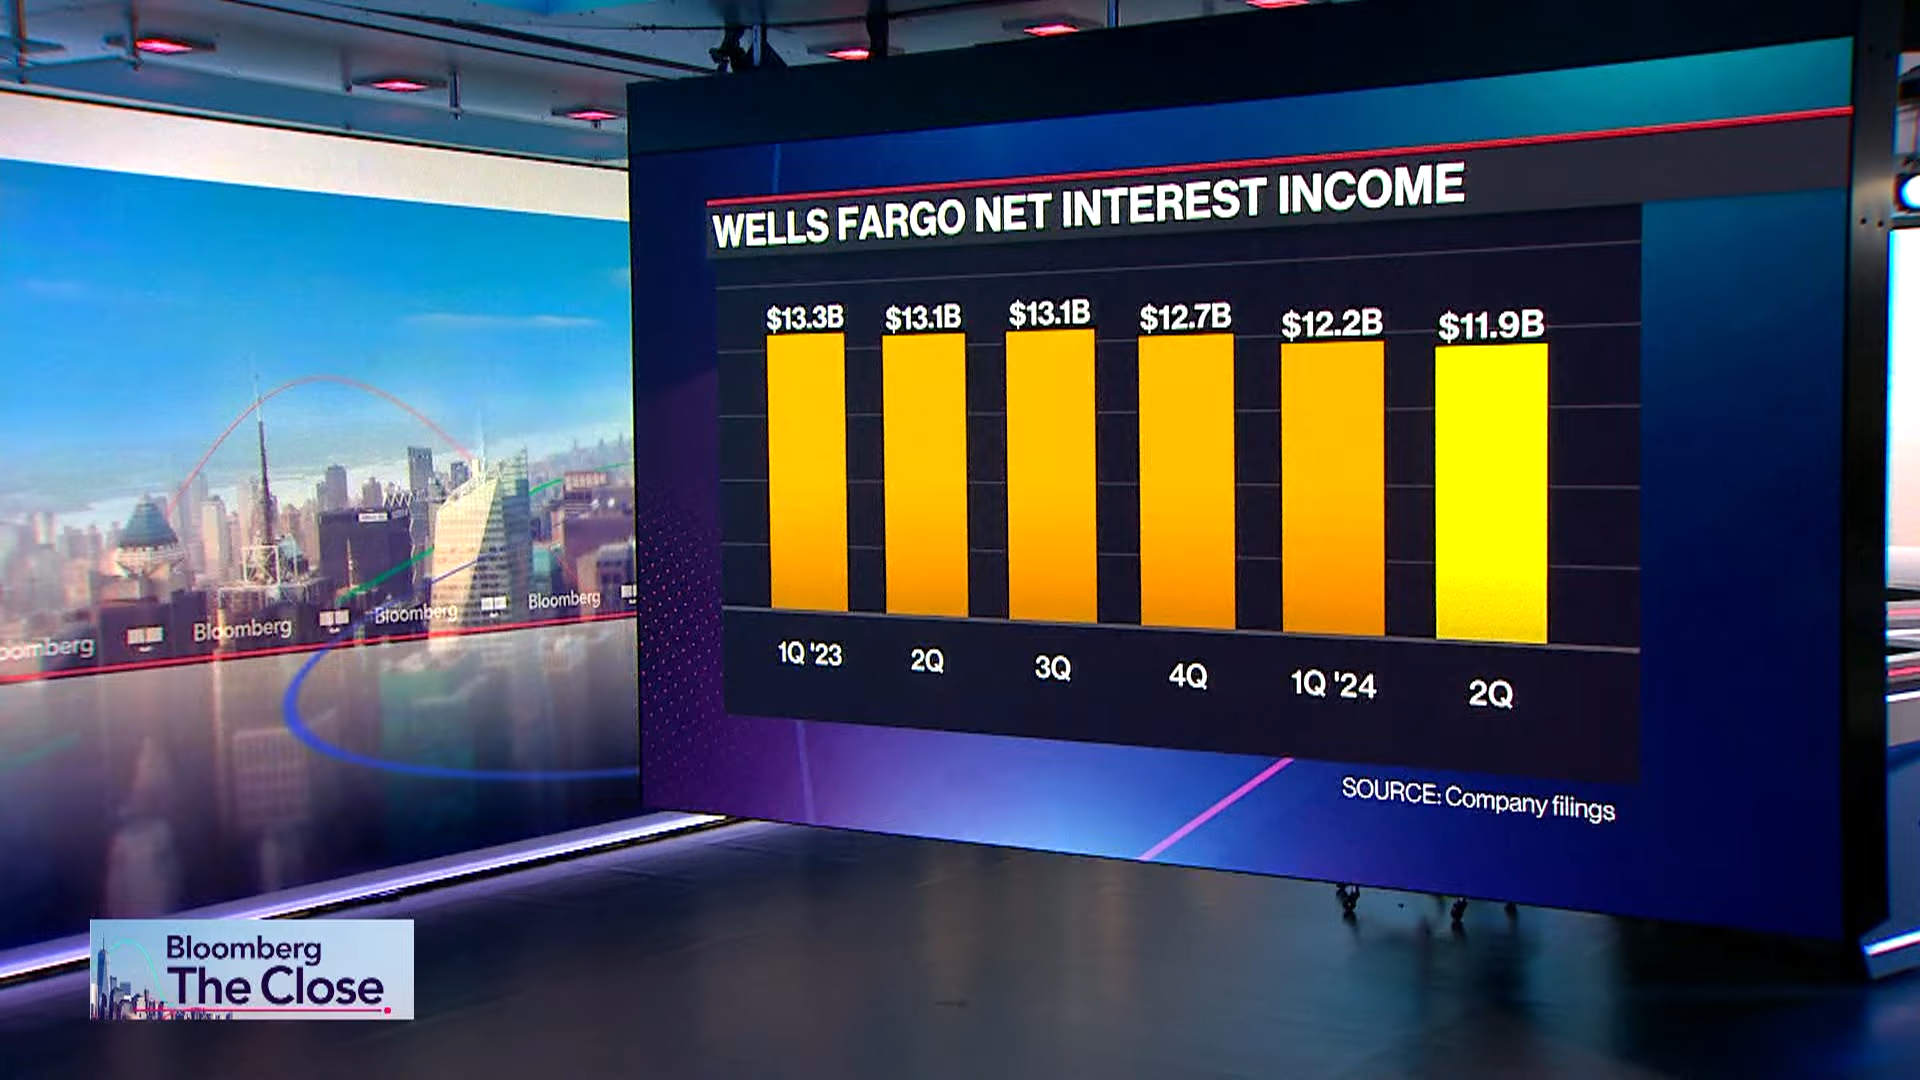 WELLS FARGO NET INTEREST INCOME
$13.3B $13.1B $13.1B $12.7B $12.2B $11.9B
1Q '23 2Q 3Q 4Q 1Q '24 2Q
SOURCE: Company filings
oomberg Bloomberg Bloomberg Bloomberg
Bloomberg
The Close